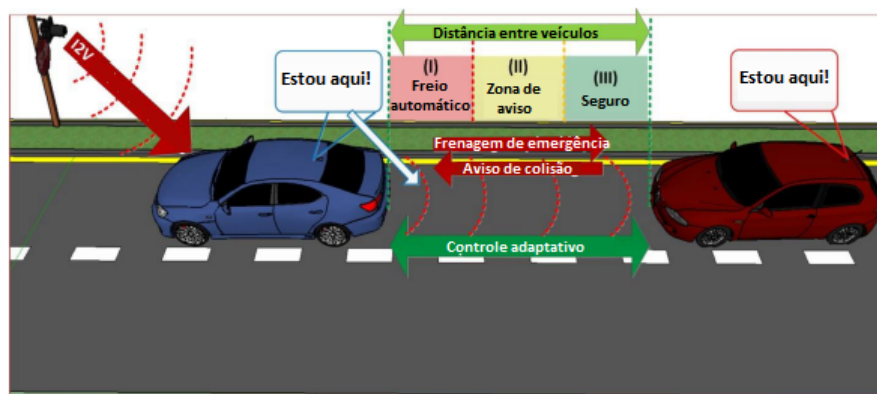 I2V
Distância entre veículos
Estou aqui!
(I)
Freio
automático
(II)
Zona de
aviso
(III)
Seguro
Estou aqui!
Frenagem de emergência
Aviso de colisão
Controle adaptativo